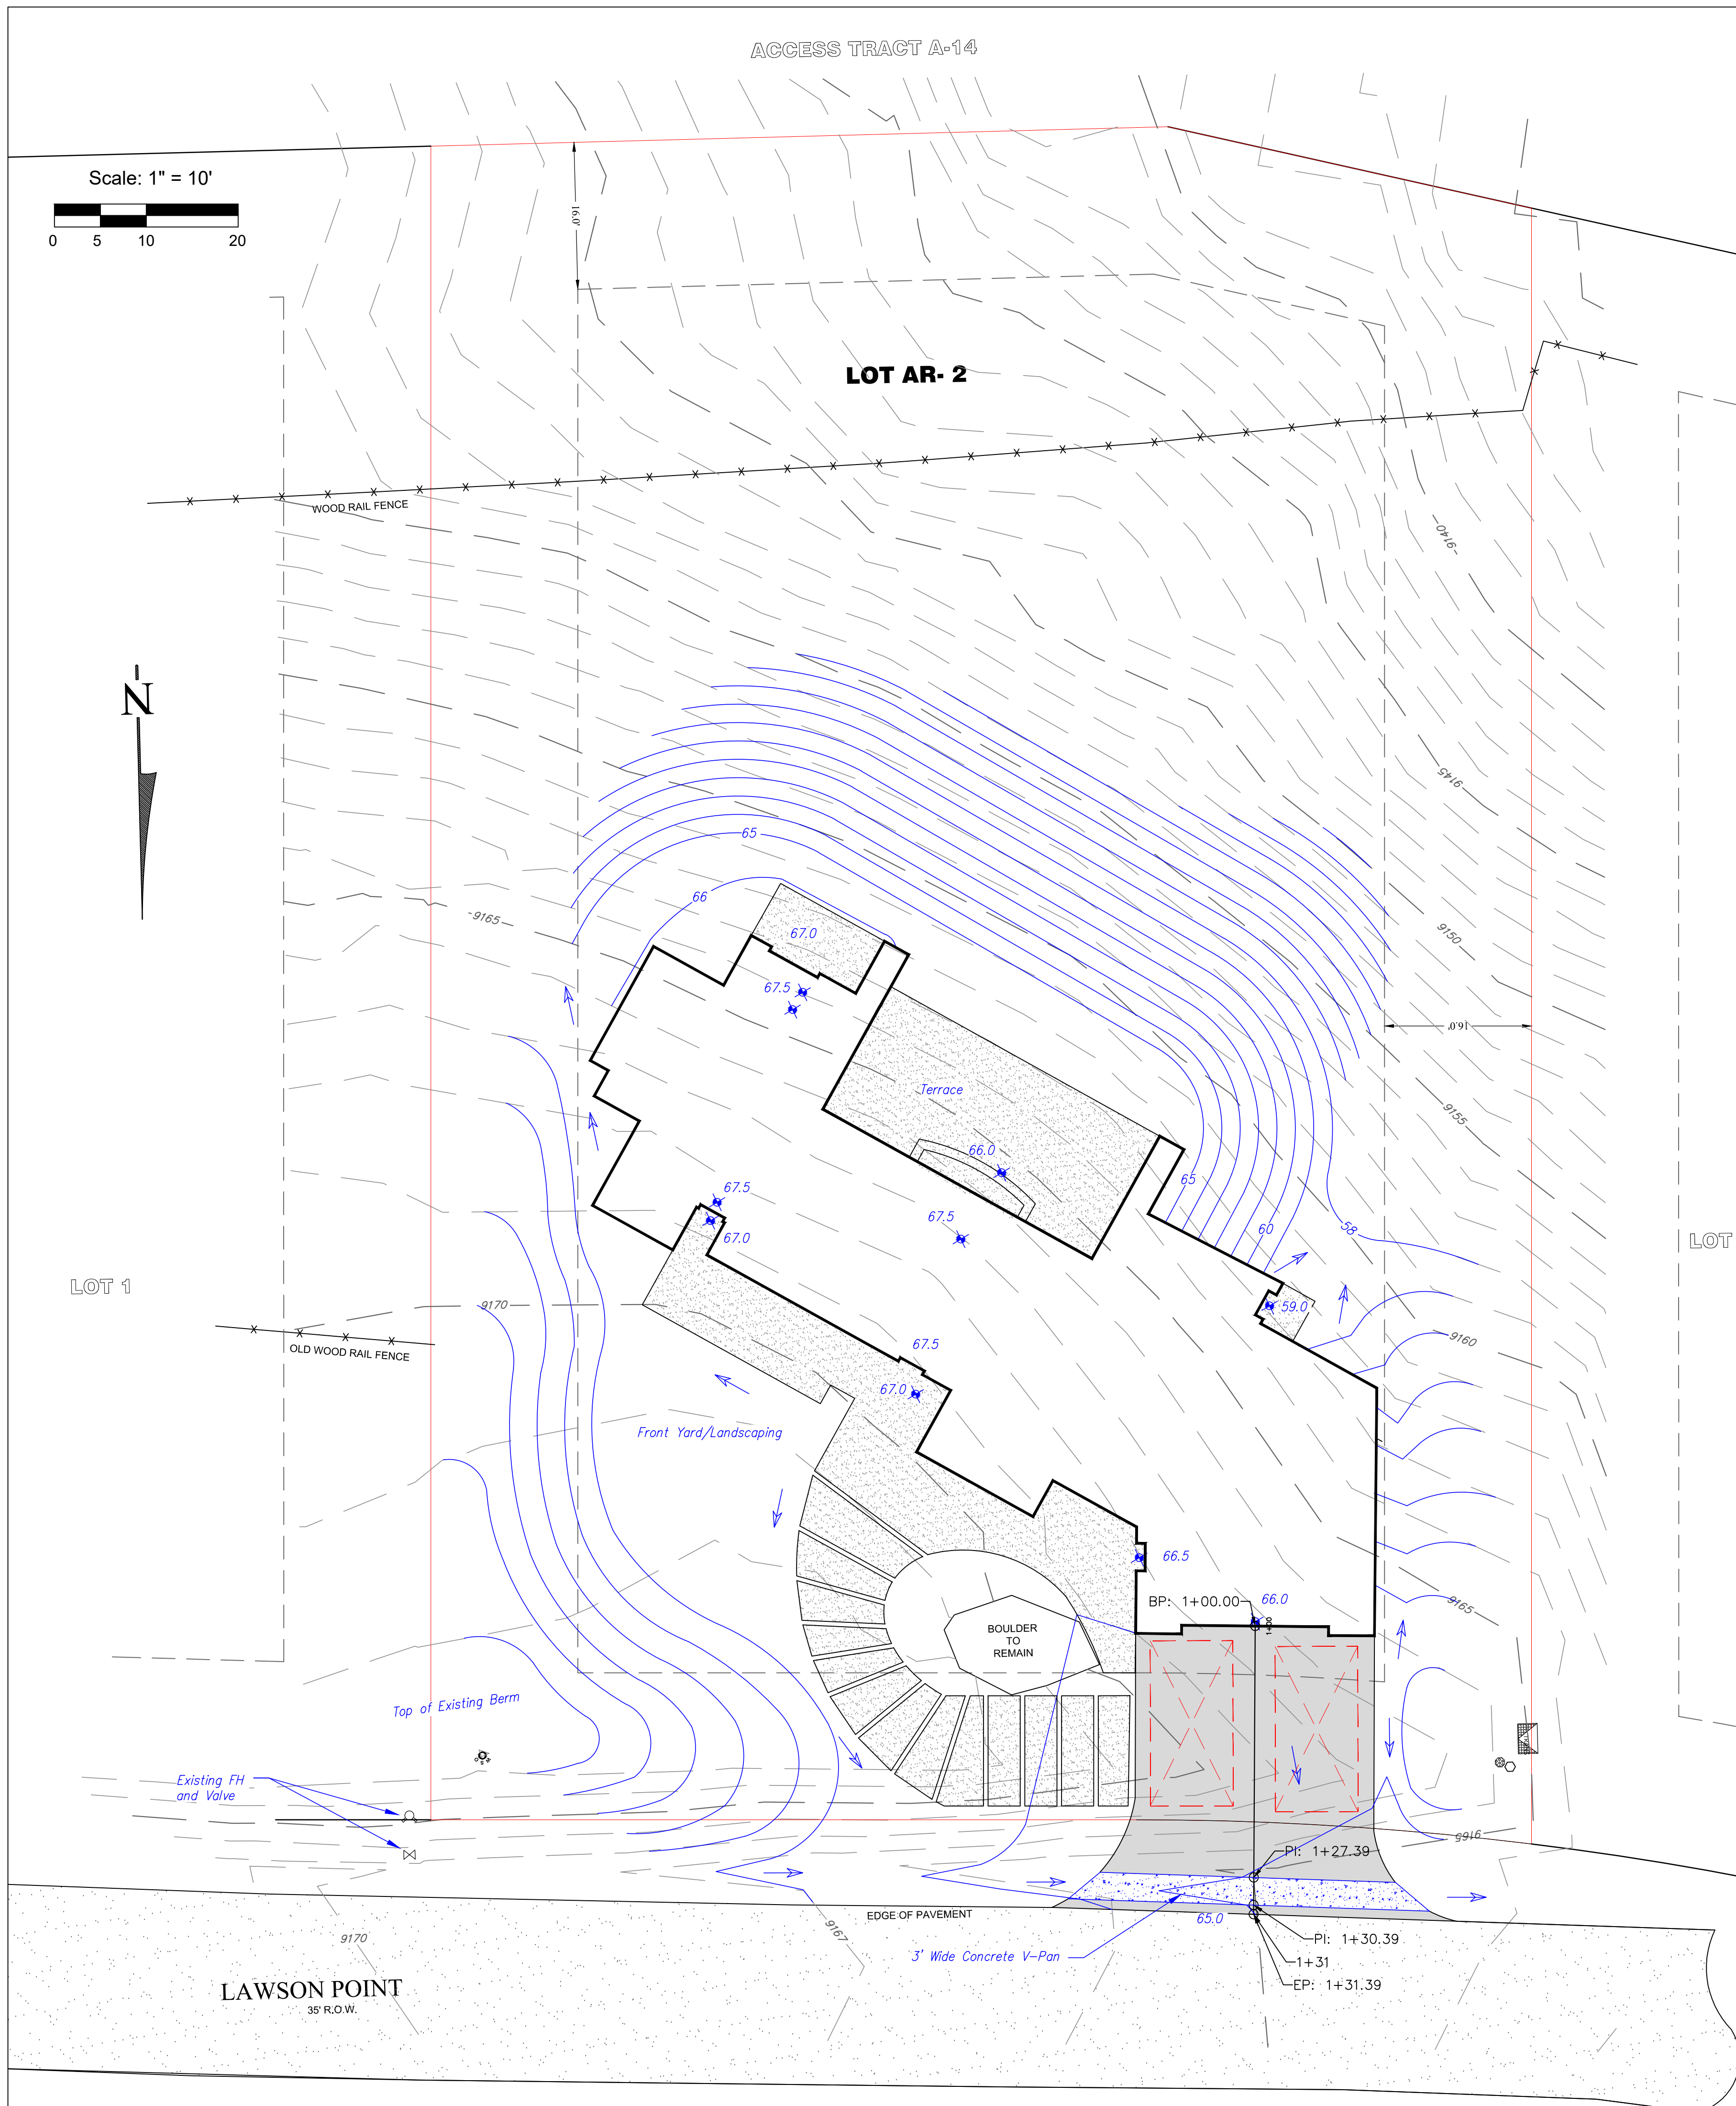 ACCESS TRACT A-14
Scale: 1" = 10'
0 5 10 20
16.0'
LOT AR- 2
WOOD RAIL FENCE
9140
N
9145
65
66
9165
67.0
9150
67.5
16.0'
Terrace
9155
66.0
65
67.5
67.0
67.5
60
58
LOT
LOT 1
59.0
9170
9160
OLD WOOD RAIL FENCE
67.5
67.0
Front Yard/Landscaping
66.5
BP: 1+00.00
66.0
1+00
9165
BOULDER
TO
REMAIN
Top of Existing Berm
Existing FH
and Valve
9165
PI: 1+27.39
EDGE OF PAVEMENT
65.0
9167
9170
3' Wide Concrete V-Pan
PI: 1+30.39
1+31
EP: 1+31.39
LAWSON POINT
35' R.O.W.